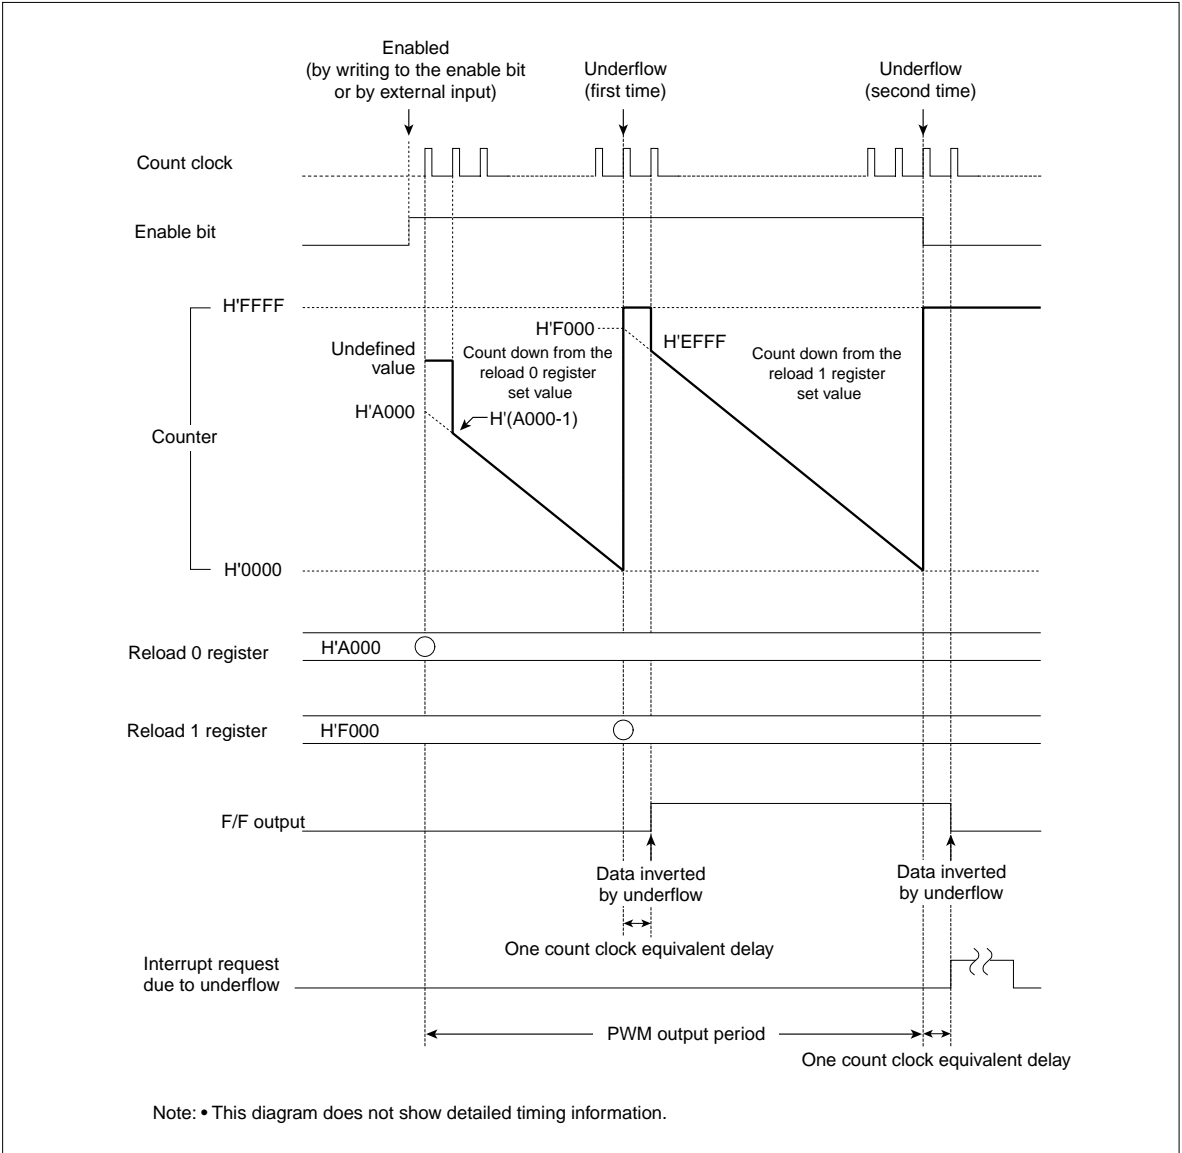 Enabled
(by writing to the enable bit
or by external input)
Underflow
(first time)
Underflow
(second time)
Count clock
Enable bit
H'FFFF
H'F000
H'EFFF
Undefined
value
Count down from the
reload 0 register
set value
Count down from the
reload 1 register
set value
H'A000
H'(A000-1)
Counter
H'0000
Reload 0 register
H'A000
Reload 1 register
H'F000
F/F output
Data inverted
by underflow
Data inverted
by underflow
One count clock equivalent delay
Interrupt request
due to underflow
PWM output period
One count clock equivalent delay
Note: • This diagram does not show detailed timing information.